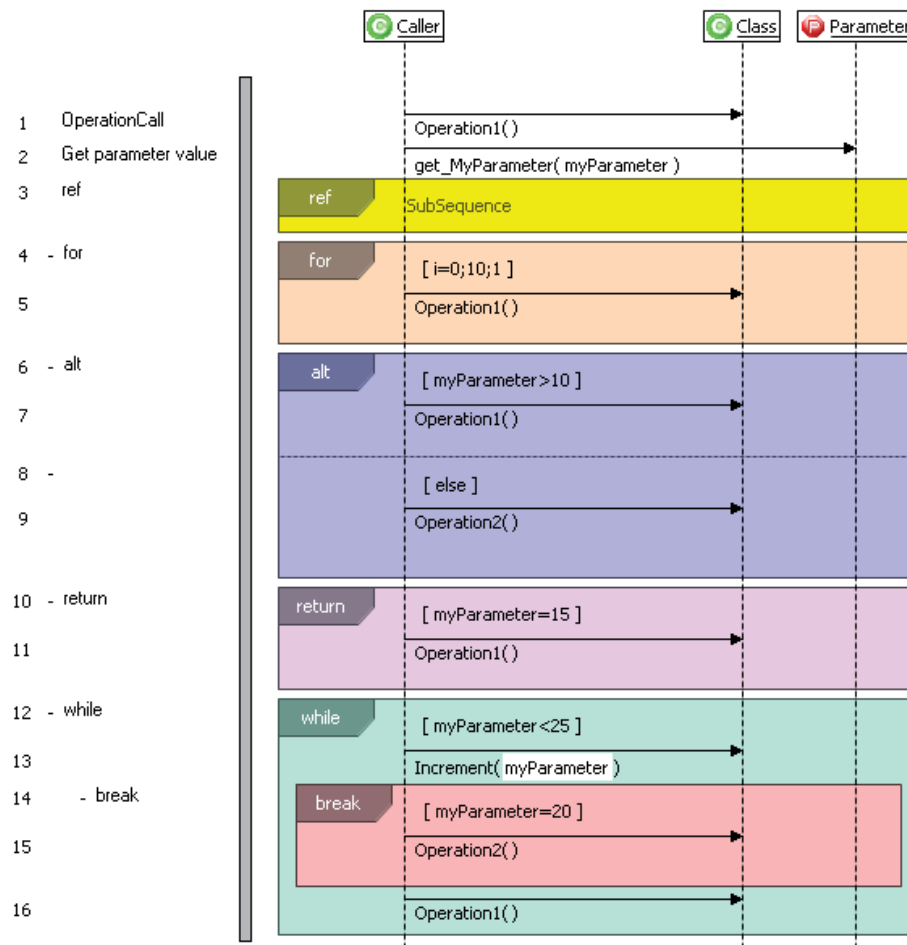 Caller Class Parameter
1 OperationCall
Operation1()
2 Get parameter value
get_MyParameter( myParameter )
3 ref
ref SubSequence
4 - for
for [ i=0;10;1 ]
5
Operation1()
6 - alt
alt [ myParameter>10 ]
7
Operation1()
8 -
[ else ]
9
Operation2()
10 - return
return [ myParameter=15 ]
11
Operation1()
12 - while
while [ myParameter<25 ]
13
Increment( myParameter )
14 - break
break [ myParameter=20 ]
15
Operation2()
16
Operation1()